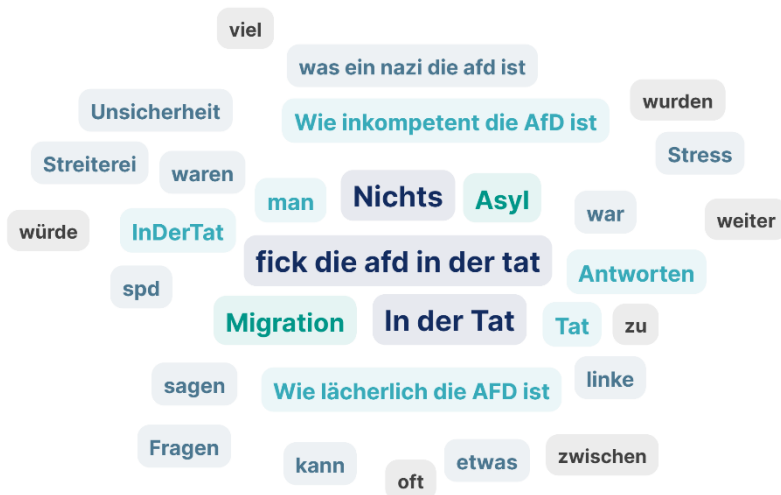 viel
was ein nazi die afd ist
wurden
Unsicherheit
Wie inkompetent die AfD ist
Streiterei
waren
Stress
man
Nichts
Asyl
war
weiter
würde
InDerTat
fick die afd in der tat
Antworten
spd
Migration
In der Tat
Tat
zu
sagen
Wie lächerlich die AFD ist
linke
Fragen
kann
oft
etwas
zwischen